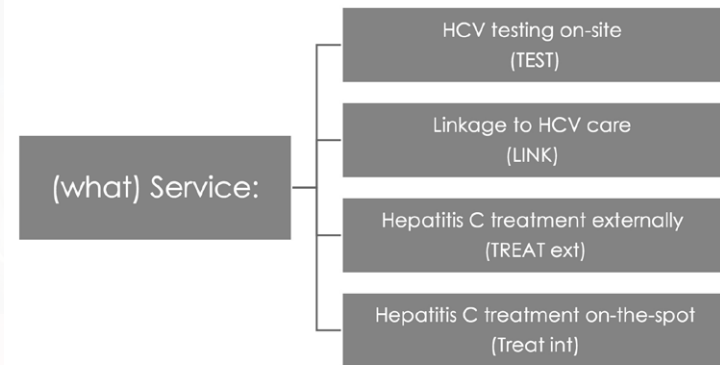 (what) Service:
HCV testing on-site
(TEST)
Linkage to HCV care
(LINK)
Hepatitis C treatment externally
(TREAT ext)
Hepatitis C treatment on-the-spot
(Treat int)